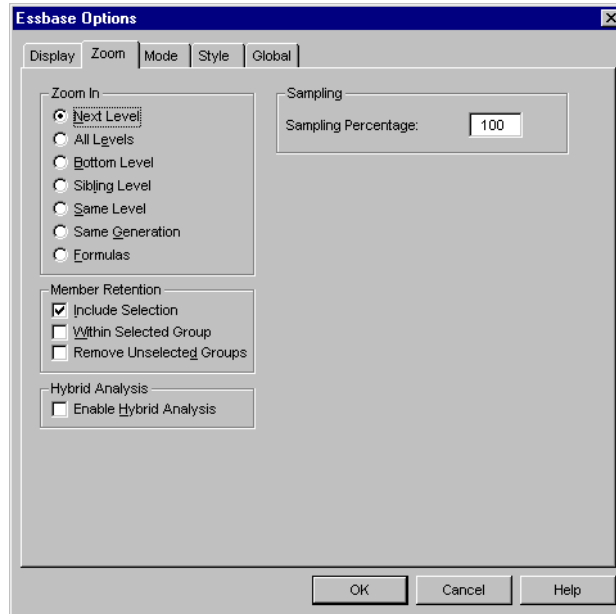 Essbase Options
Display Zoom Mode Style Global
Zoom In
Next Level
All Levels
Bottom Level
Sibling Level
Same Level
Same Generation
Formulas
Sampling
Sampling Percentage: 100
Member Retention
Include Selection
Within Selected Group
Remove Unselected Groups
Hybrid Analysis
Enable Hybrid Analysis
OK Cancel Help